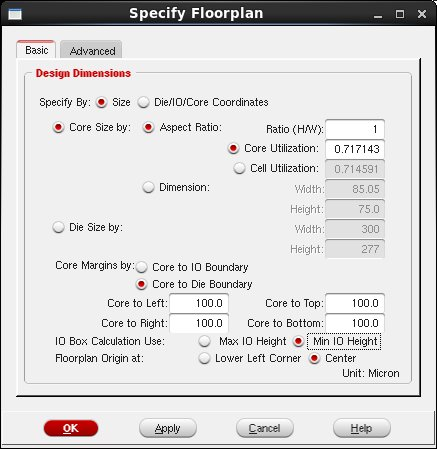 Specify Floorplan
Basic Advanced
Design Dimensions
Specify By: Size Die/IO/Core Coordinates
Core Size by: Aspect Ratio: Ratio (H/W): 1
Core Utilization: 0.717143
Cell Utilization: 0.714591
Dimension: Width: 85.05
Height: 75.0
Die Size by: Width: 300
Height: 277
Core Margins by: Core to IO Boundary
Core to Die Boundary
Core to Left: 100.0 Core to Top: 100.0
Core to Right: 100.0 Core to Bottom: 100.0
IO Box Calculation Use: Max IO Height Min IO Height
Floorplan Origin at: Lower Left Corner Center
Unit: Micron
OK Apply Cancel Help